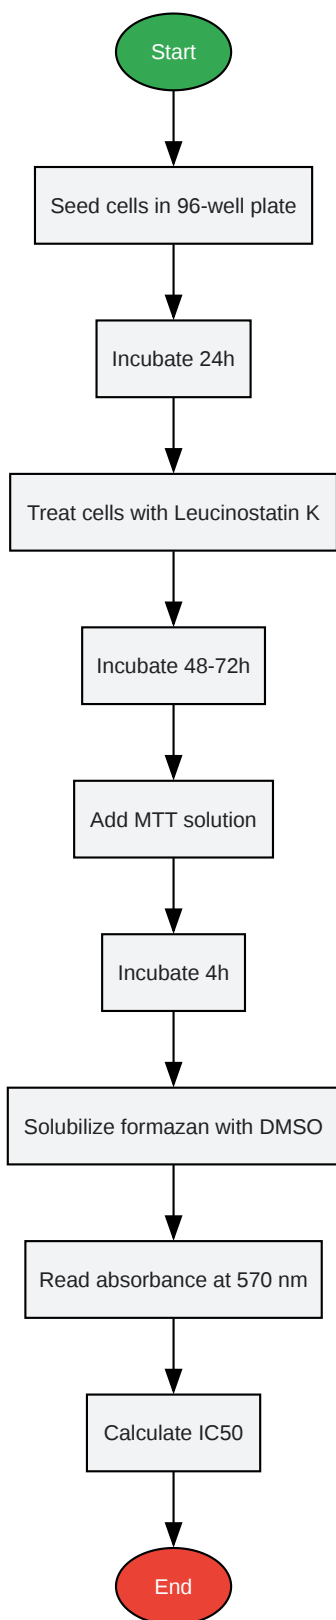 Start
Seed cells in 96-well plate
Incubate 24h
Treat cells with Leucinostatin K
Incubate 48-72h
Add MTT solution
Incubate 4h
Solubilize formazan with DMSO
Read absorbance at 570 nm
Calculate IC50
End